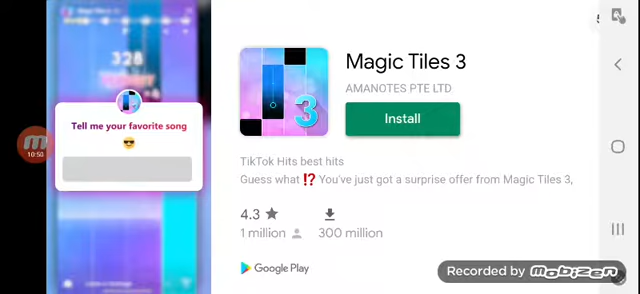 328
Tell me your favorite song
😎
10:50
3
Magic Tiles 3
AMANOTES PTE LTD
Install
TikTok Hits best hits
Guess what ⁉️ You've just got a surprise offer from Magic Tiles 3,
4.3 ★
1 million
300 million
Google Play
Recorded by mobizen